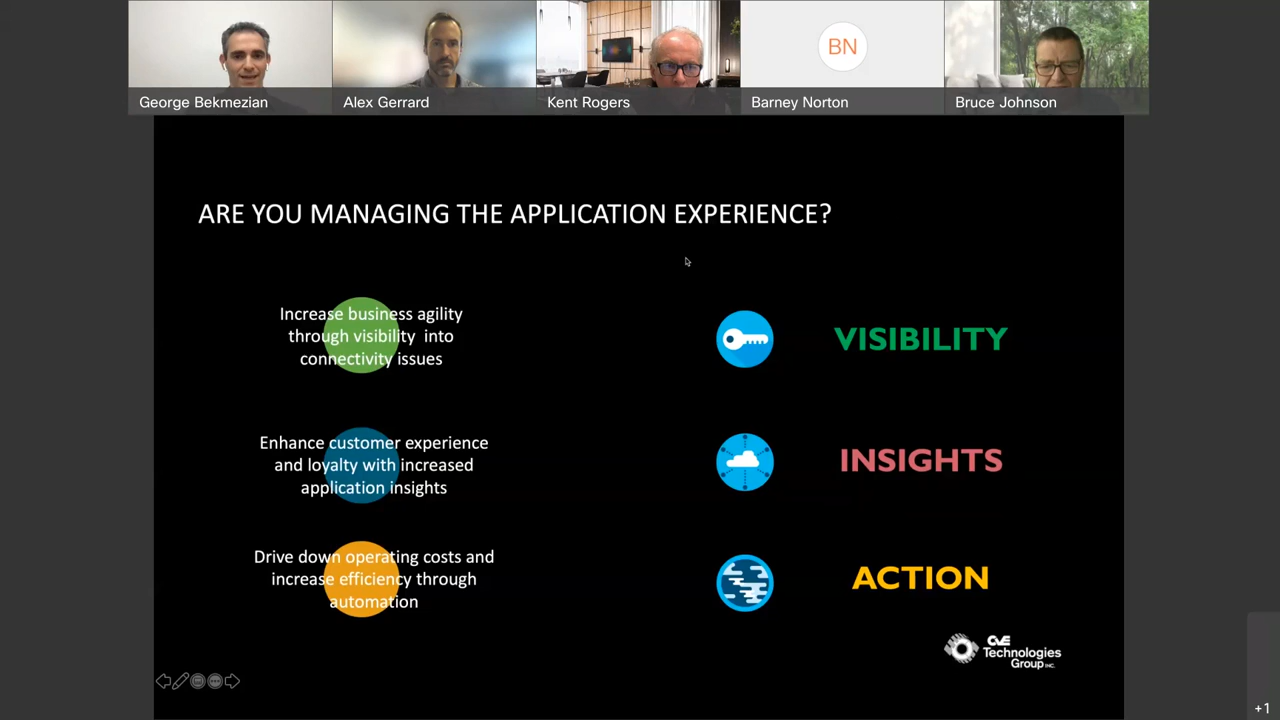 BN
George Bekmezian
Alex Gerrard
Kent Rogers
Barney Norton
Bruce Johnson
ARE YOU MANAGING THE APPLICATION EXPERIENCE?
Increase business agility
through visibility into
connectivity issues
VISIBILITY
Enhance customer experience
and loyalty with increased
application insights
INSIGHTS
Drive down operating costs and
increase efficiency through
automation
ACTION
CVE
Technologies
Group INC.
+1